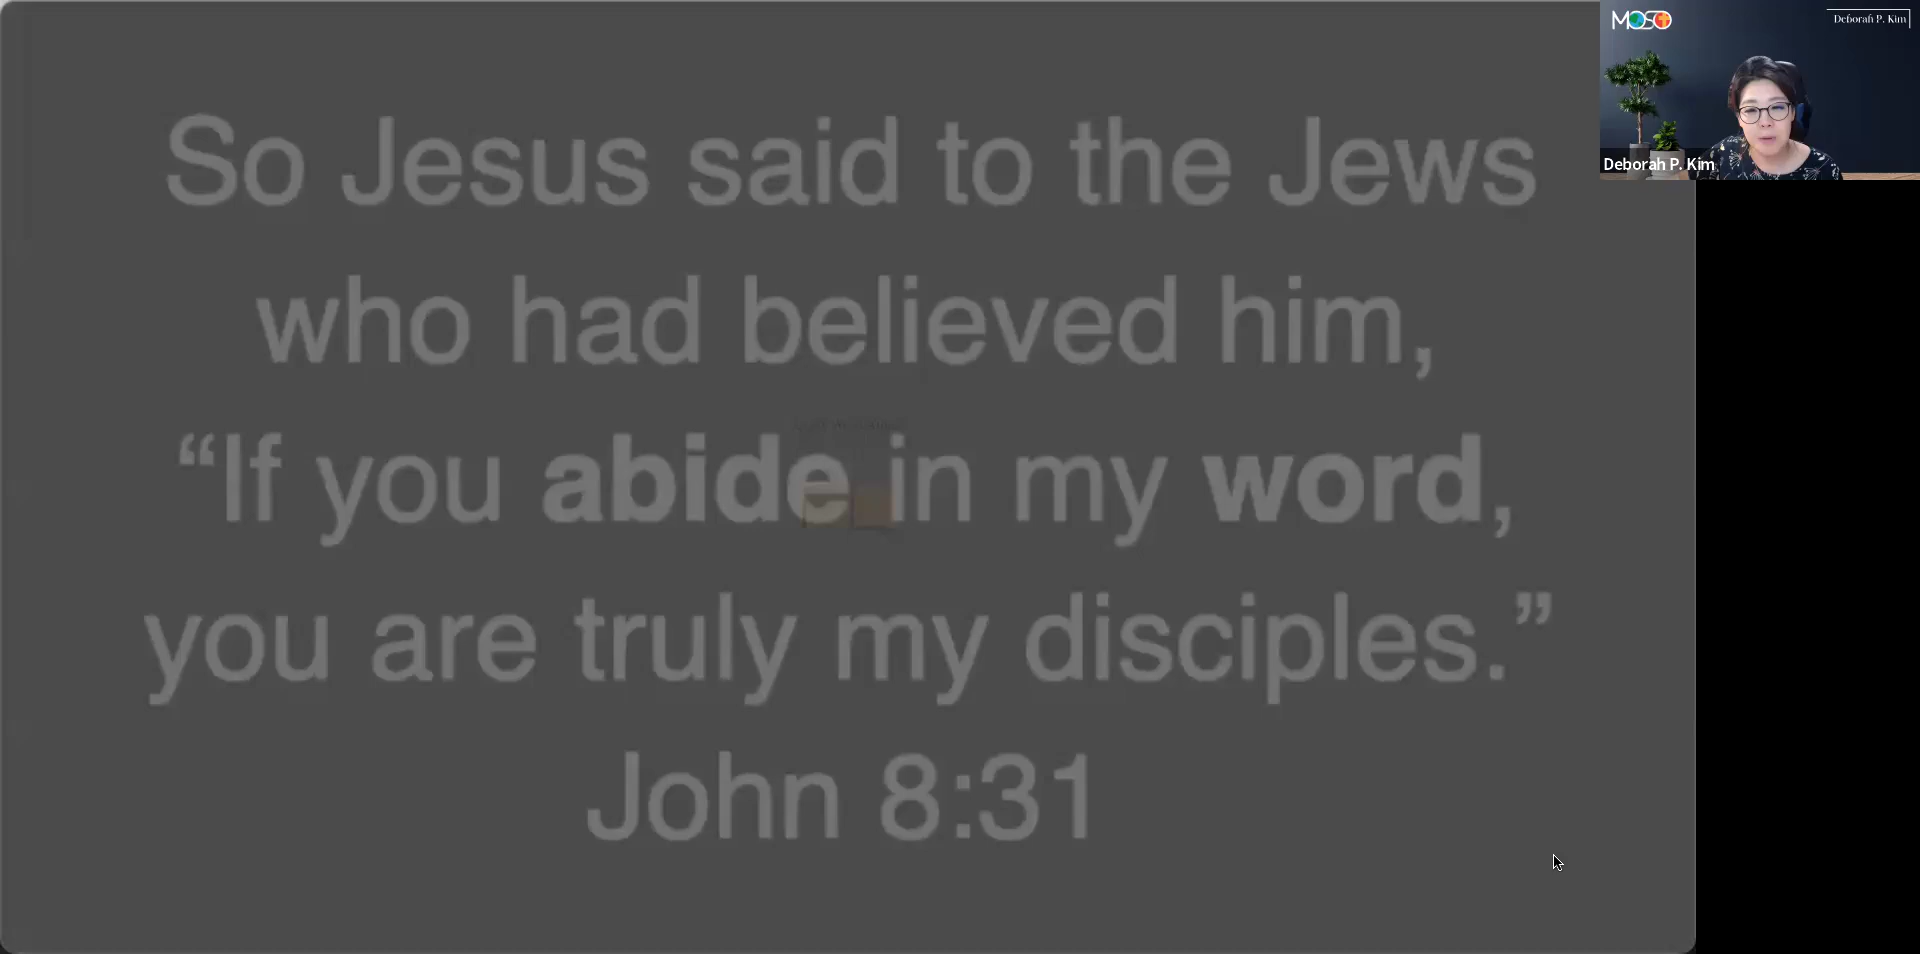 So Jesus said to the Jews
who had believed him,
“If you abide in my word,
you are truly my disciples.”
John 8:31
MOSO
Deborah P. Kim
Deborah P. Kim